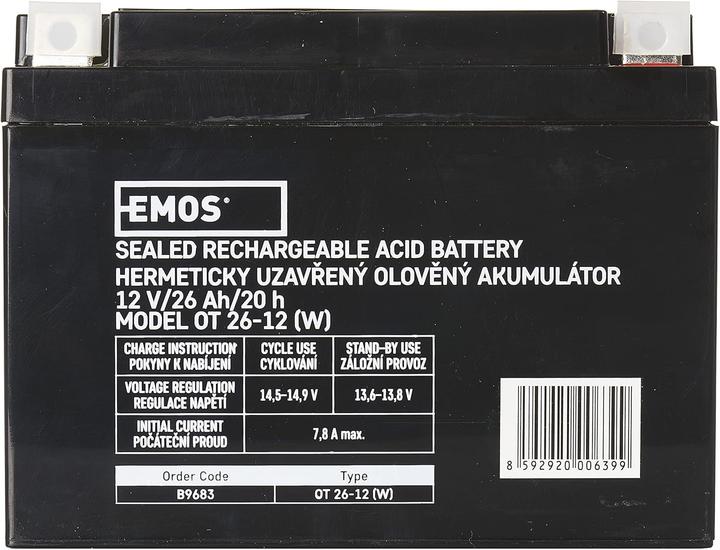 EMOS
SEALED RECHARGEABLE ACID BATTERY
HERMETICKY UZAVŘENÝ OLOVĚNÝ AKUMULÁTOR
12 V/26 Ah/20 h
MODEL OT 26-12 (W)
CHARGE INSTRUCTION CYCLE USE STAND-BY USE
POKYNY K NABÍJENÍ CYKLOVÁNÍ ZÁLOŽNÍ PROVOZ
VOLTAGE REGULATION
REGULACE NAPĚTÍ 14,5-14,9 V 13,6-13,8 V
INITIAL CURRENT
POČÁTEČNÍ PROUD 7,8 A max.
Order Code Type
B9683 OT 26-12 (W)
8 592920 006399